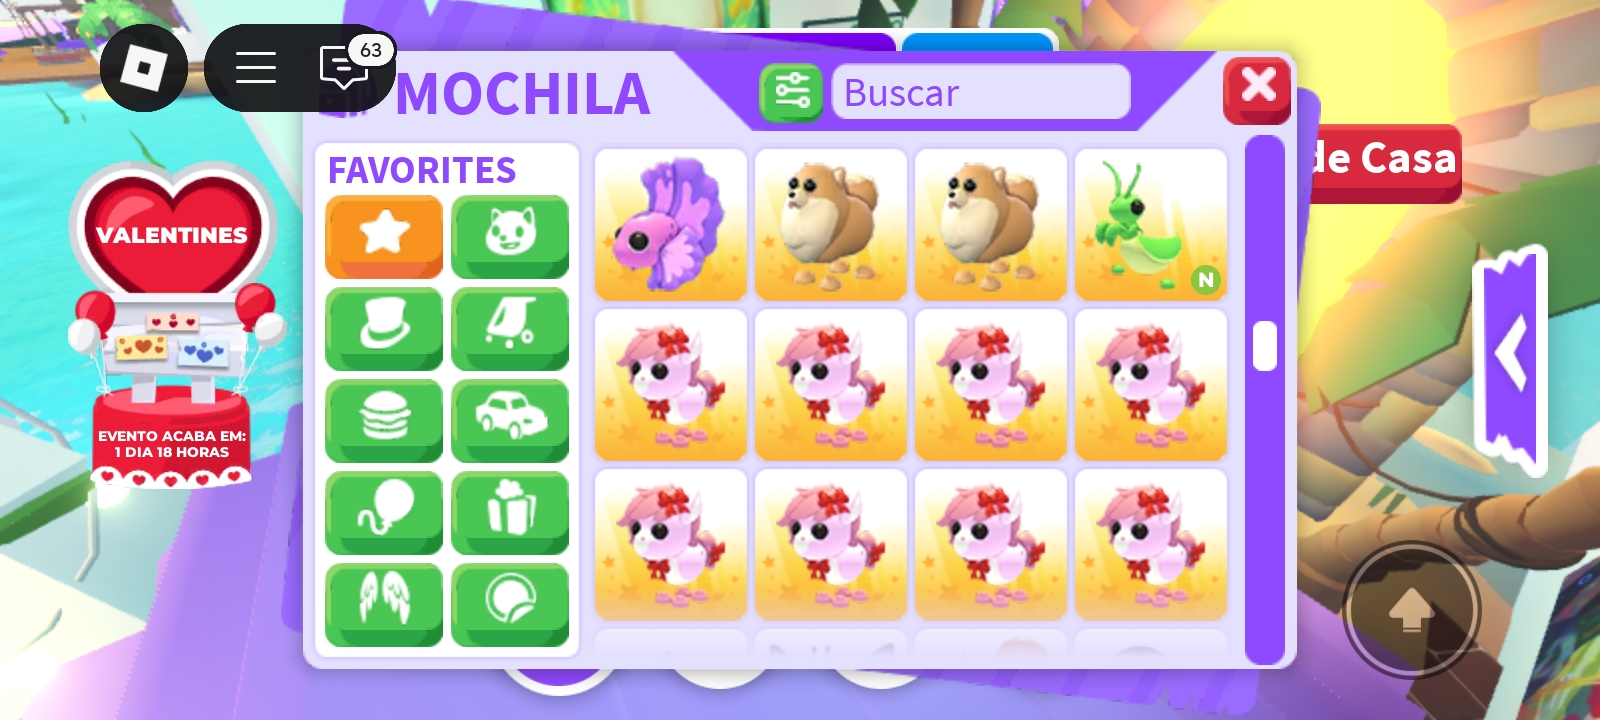 63
MOCHILA
Buscar
FAVORITES
de Casa
VALENTINES
N
EVENTO ACABA EM:
1 DIA 18 HORAS